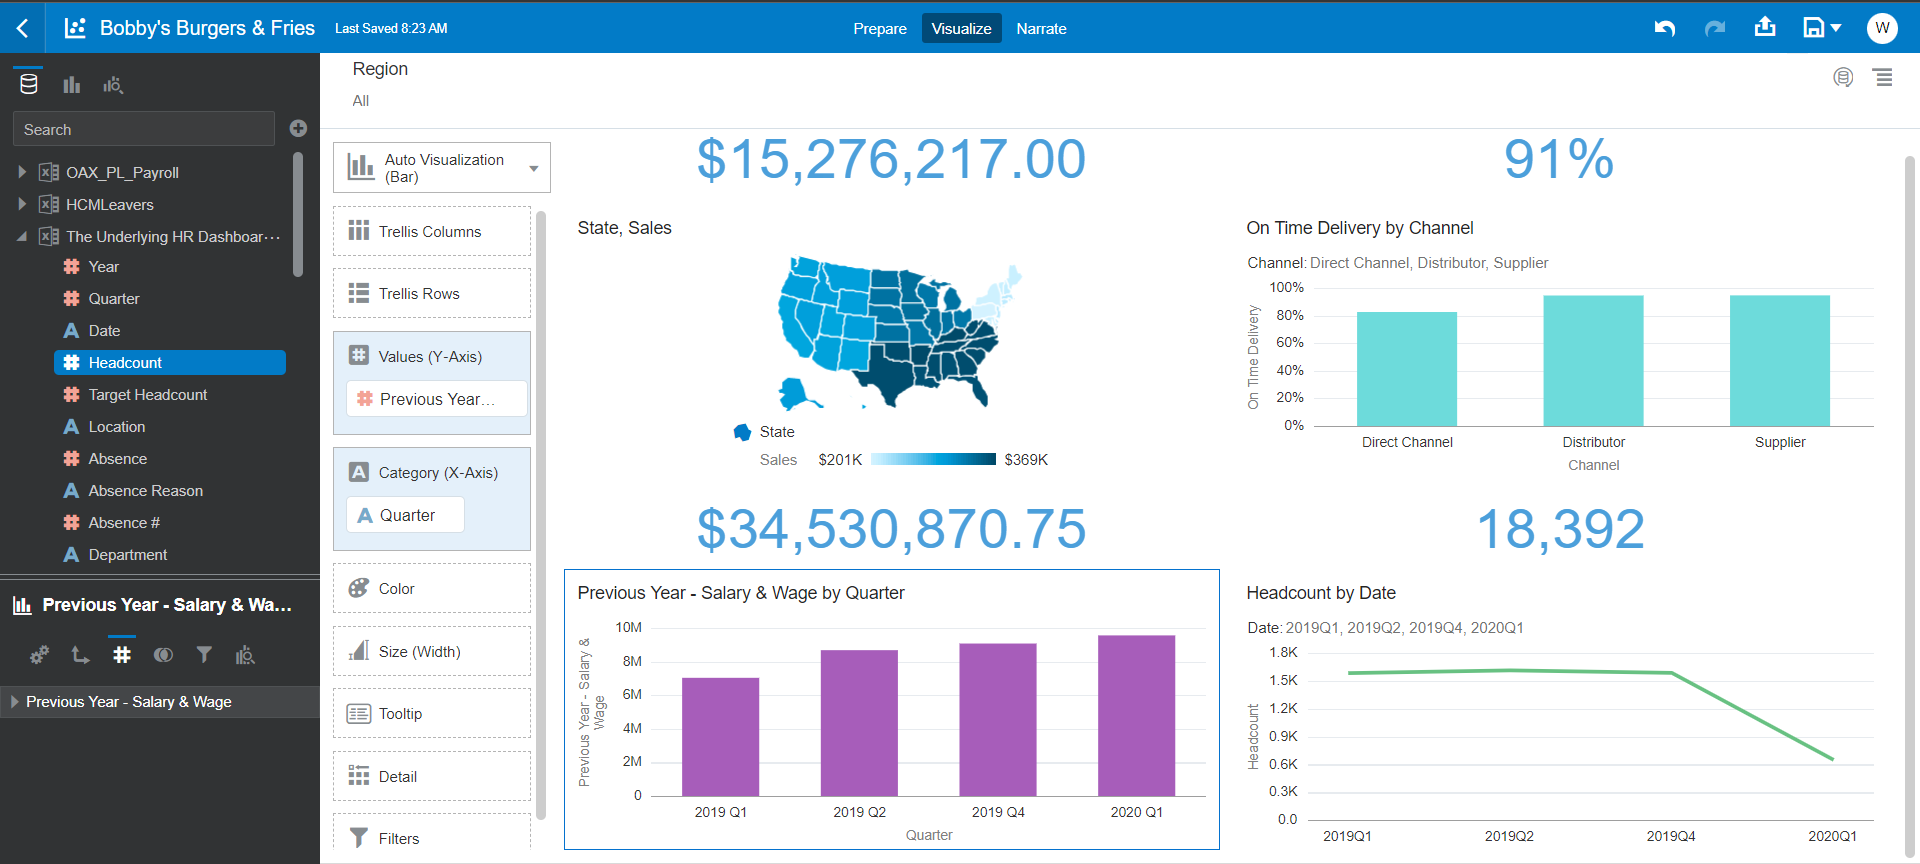 Bobby's Burgers & Fries
Last Saved 8:23 AM
Prepare
Visualize
Narrate
W
Search
OAX_PL_Payroll
HCMLeavers
The Underlying HR Dashboar···
Year
Quarter
Date
Headcount
Target Headcount
Location
Absence
Absence Reason
Absence #
Department
Previous Year - Salary & Wa...
Previous Year - Salary & Wage
Region
All
Auto Visualization
(Bar)
Trellis Columns
Trellis Rows
Values (Y-Axis)
Previous Year...
Category (X-Axis)
A Quarter
Color
Size (Width)
Tooltip
Detail
Filters
$15,276,217.00
91%
State, Sales
State
Sales $201K $369K
On Time Delivery by Channel
Channel: Direct Channel, Distributor, Supplier
On Time Delivery
100%
80%
60%
40%
20%
0%
Direct Channel Distributor Supplier
Channel
$34,530,870.75
18,392
Previous Year - Salary & Wage by Quarter
Previous Year - Salary &
Wage
10M
8M
6M
4M
2M
0
2019 Q1 2019 Q2 2019 Q4 2020 Q1
Quarter
Headcount by Date
Date: 2019Q1, 2019Q2, 2019Q4, 2020Q1
Headcount
1.8K
1.5K
1.2K
0.9K
0.6K
0.3K
0.0
2019Q1 2019Q2 2019Q4 2020Q1